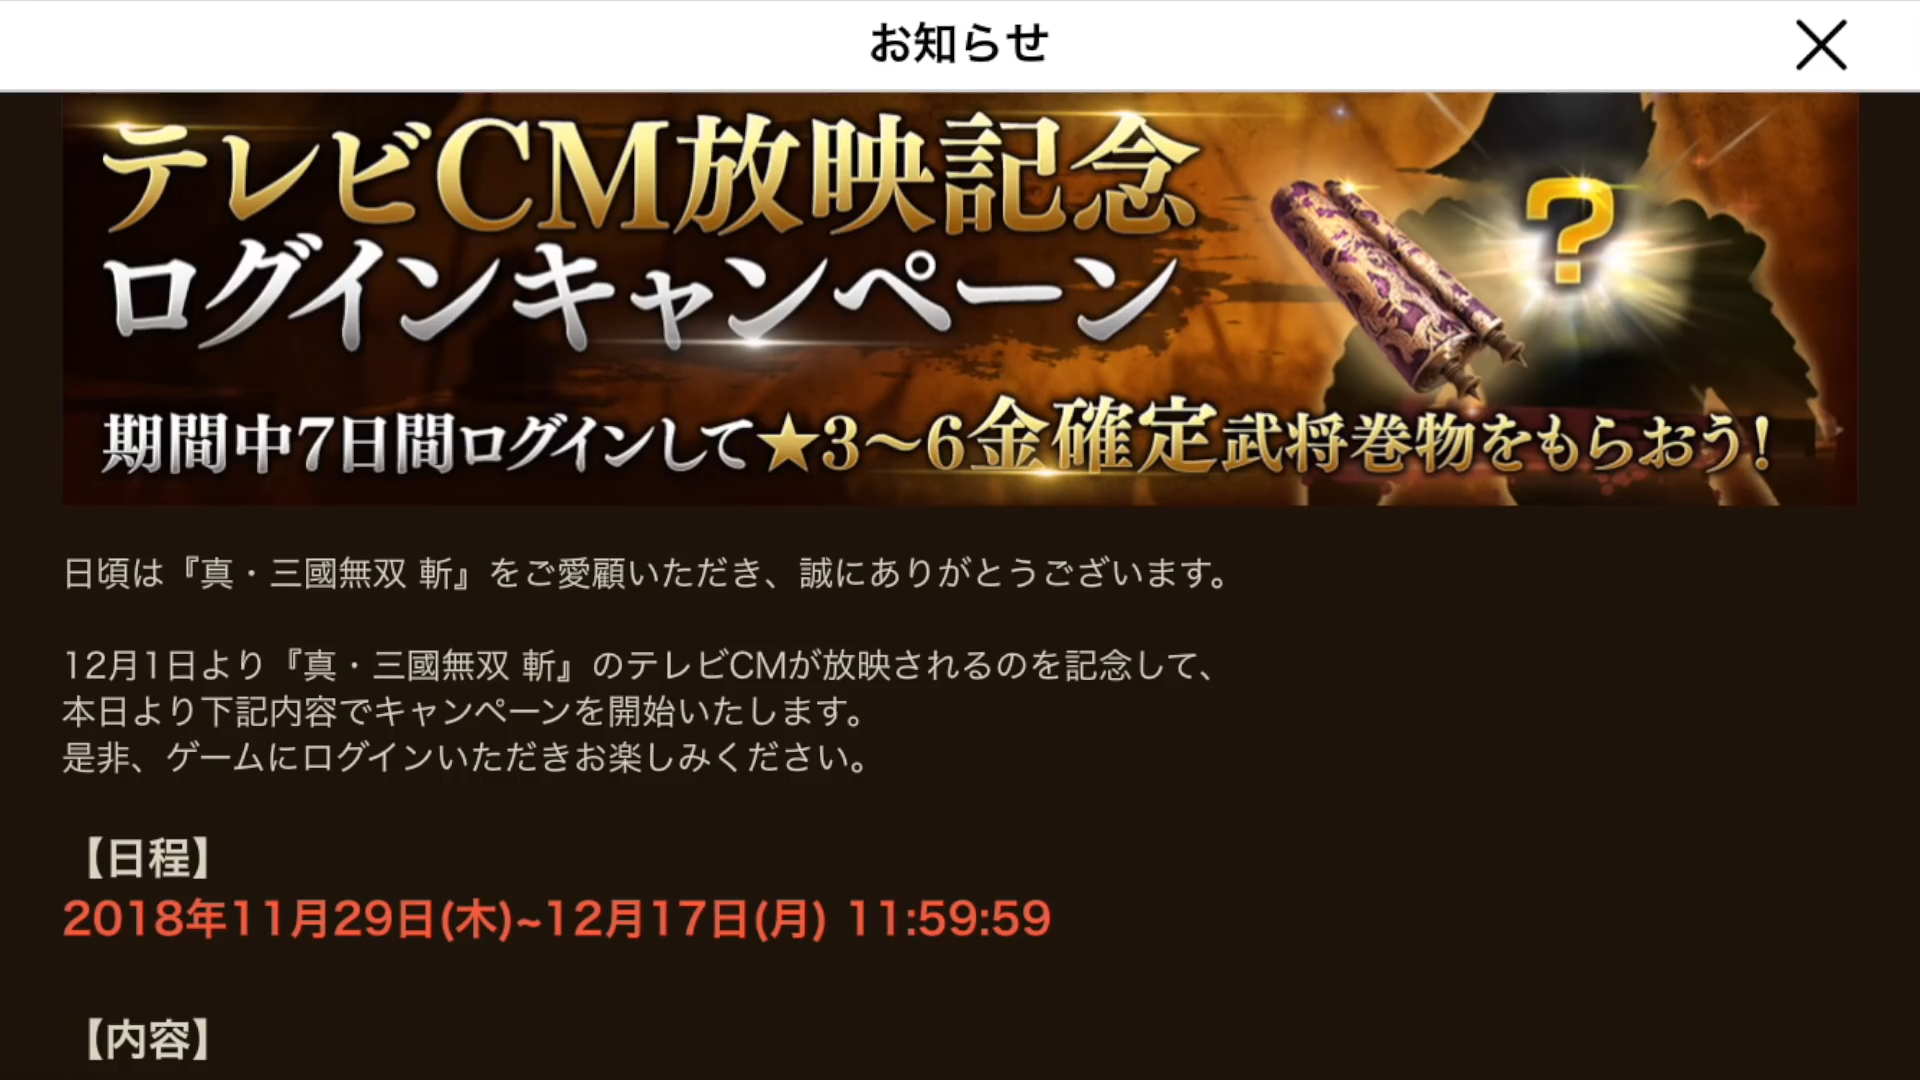 お知らせ
テレビCM放映記念
ログインキャンペーン
?
期間中7日間ログインして★3～6金確定武将巻物をもらおう!
日頃は『真・三國無双 斬』をご愛顧いただき、誠にありがとうございます。
12月1日より『真・三國無双 斬』のテレビCMが放映されるのを記念して、
本日より下記内容でキャンペーンを開始いたします。
是非、ゲームにログインいただきお楽しみください。
【日程】
2018年11月29日(木)~12月17日(月) 11:59:59
【内容】